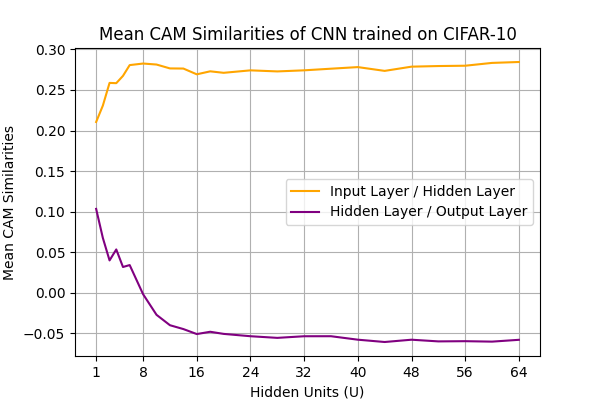 Mean CAM Similarities of CNN trained on CIFAR-10
0.30
0.25
0.20
0.15
0.10
0.05
0.00
−0.05
Mean CAM Similarities
Input Layer / Hidden Layer
Hidden Layer / Output Layer
1 8 16 24 32 40 48 56 64
Hidden Units (U)